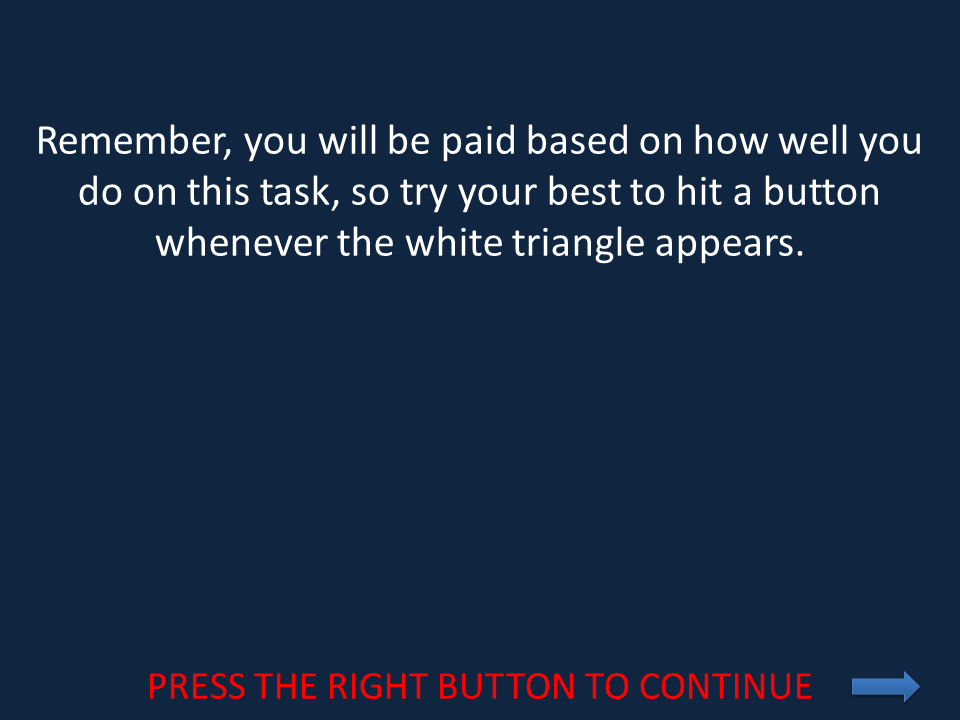 Remember, you will be paid based on how well you
do on this task, so try your best to hit a button
whenever the white triangle appears.
PRESS THE RIGHT BUTTON TO CONTINUE